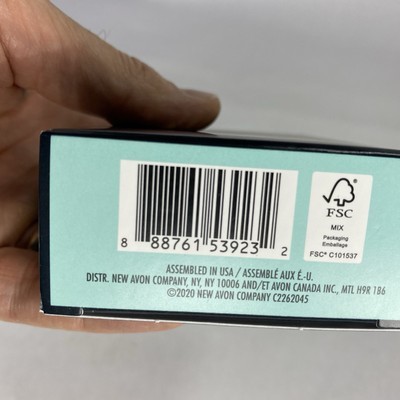 8 88761 53923 2
FSC
MIX
Packaging
Emballage
FSC® C101537
ASSEMBLED IN USA / ASSEMBLÉ AUX É.-U.
DISTR. NEW AVON COMPANY, NY, NY 10006 AND/ET AVON CANADA INC., MTL H9R 1B6
©2020 NEW AVON COMPANY C2262045